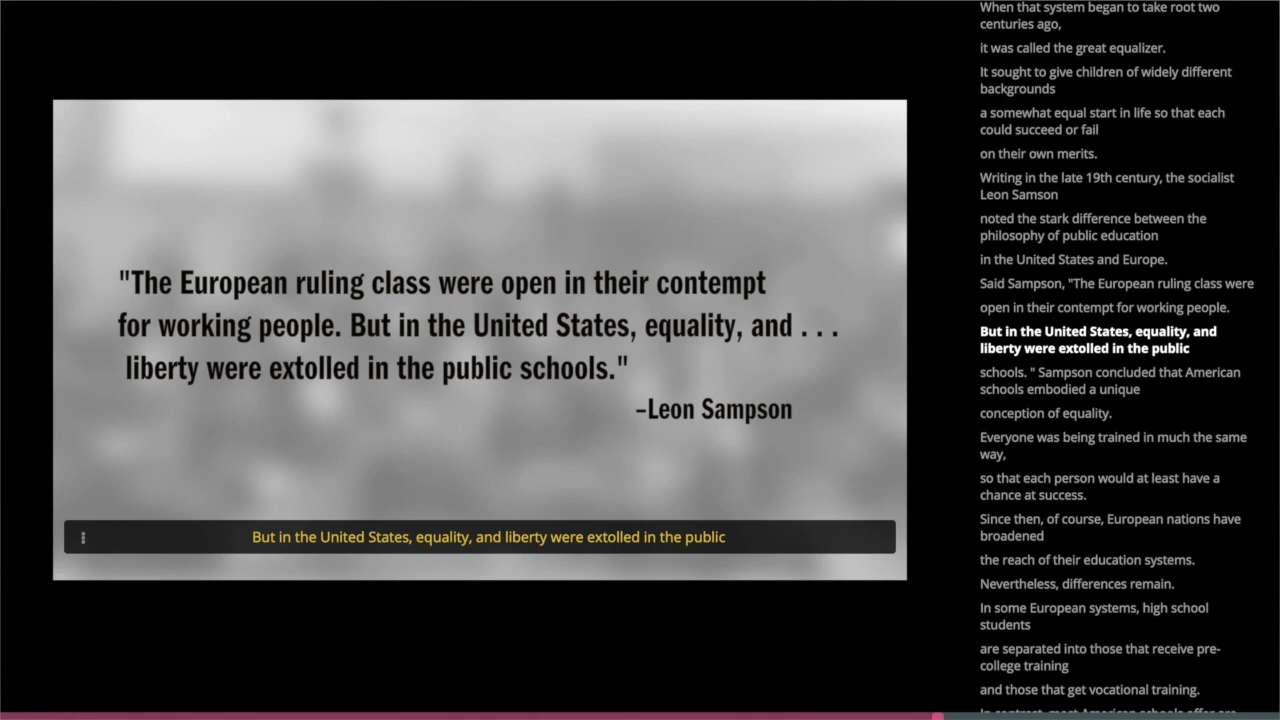 "The European ruling class were open in their contempt
for working people. But in the United States, equality, and . . .
liberty were extolled in the public schools."
–Leon Sampson
But in the United States, equality, and liberty were extolled in the public
When that system began to take root two
centuries ago,
it was called the great equalizer.
It sought to give children of widely different
backgrounds
a somewhat equal start in life so that each
could succeed or fail
on their own merits.
Writing in the late 19th century, the socialist
Leon Samson
noted the stark difference between the
philosophy of public education
in the United States and Europe.
Said Sampson, "The European ruling class were
open in their contempt for working people.
But in the United States, equality, and
liberty were extolled in the public
schools. " Sampson concluded that American
schools embodied a unique
conception of equality.
Everyone was being trained in much the same
way,
so that each person would at least have a
chance at success.
Since then, of course, European nations have
broadened
the reach of their education systems.
Nevertheless, differences remain.
In some European systems, high school
students
are separated into those that receive pre-
college training
and those that get vocational training.
In contrast, most American schools offer are